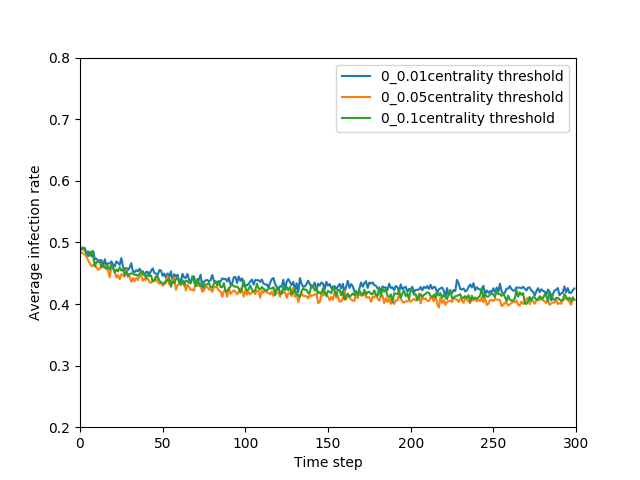 0.8
0.7
0.6
0.5
0.4
0.3
0.2
0
50
100
150
200
250
300
Average infection rate
Time step
0_0.01centrality threshold
0_0.05centrality threshold
0_0.1centrality threshold